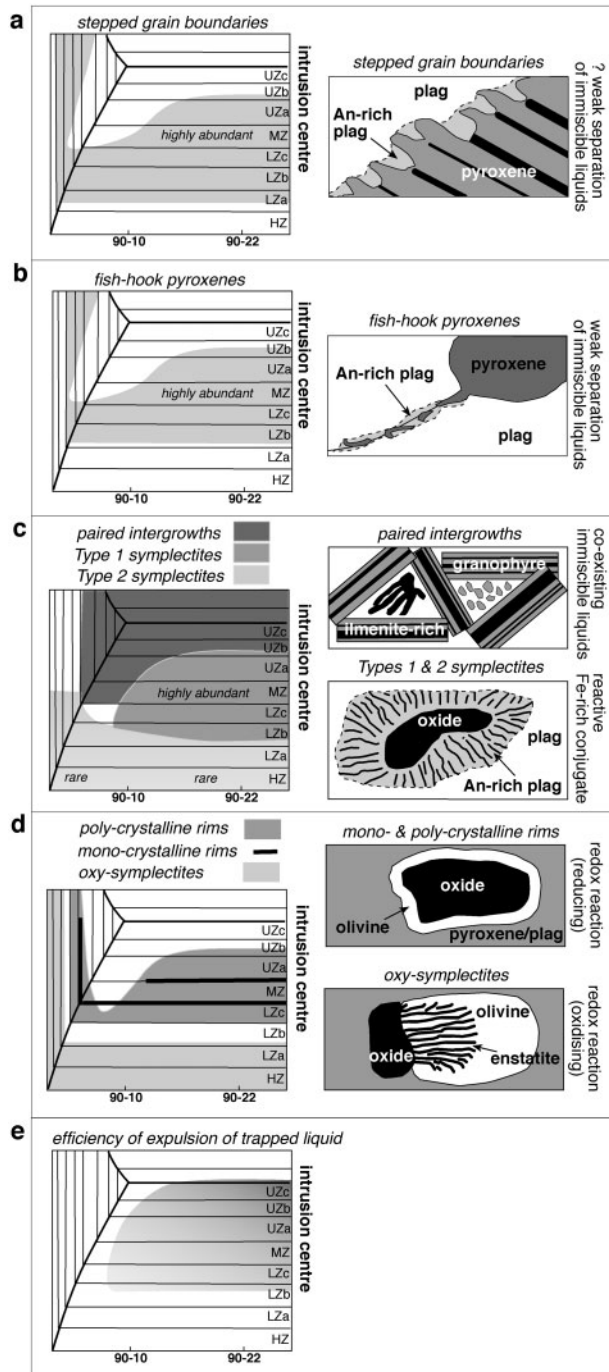 a
stepped grain boundaries
UZc
UZb
UZa
highly abundant
MZ
LZc
LZb
LZa
HZ
90-10
90-22
intrusion centre
stepped grain boundaries
plag
An-rich
plag
pyroxene
? weak separation
of immiscible liquids
b
fish-hook pyroxenes
UZc
UZb
UZa
highly abundant
MZ
LZc
LZb
LZa
HZ
90-10
90-22
intrusion centre
fish-hook pyroxenes
pyroxene
An-rich plag
plag
weak separation
of immiscible liquids
c
paired intergrowths
Type 1 symplectites
Type 2 symplectites
UZc
UZb
UZa
highly abundant
MZ
LZc
LZb
LZa
rare
rare
HZ
90-10
90-22
intrusion centre
paired intergrowths
granophyre
ilmenite-rich
co-existing
immiscible liquids
Types 1 & 2 symplectites
oxide
plag
An-rich plag
reactive
Fe-rich conjugate
d
poly-crystalline rims
mono-crystalline rims
oxy-symplectites
UZc
UZb
UZa
MZ
LZc
LZb
LZa
HZ
90-10
90-22
intrusion centre
mono- & poly-crystalline rims
oxide
olivine
pyroxene/plag
redox reaction
(reducing)
oxy-symplectites
olivine
oxide
enstatite
redox reaction
(oxidising)
e
efficiency of expulsion of trapped liquid
UZc
UZb
UZa
MZ
LZc
LZb
LZa
HZ
90-10
90-22
intrusion centre